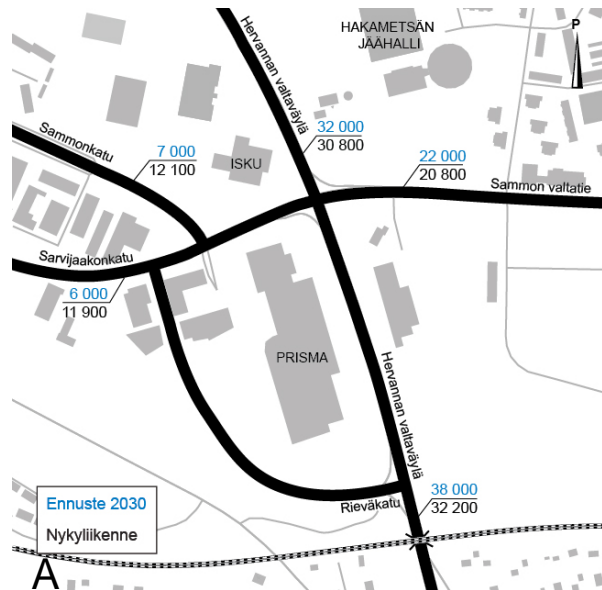 HAKAMETSÄN
JÄÄHALLI
P
Hervannan valtaväylä
Sammonkatu
7 000
12 100
ISKU
32 000
30 800
22 000
20 800
Sammon valtatie
Sarvijaakonkatu
6 000
11 900
PRISMA
Hervannan valtaväylä
Rieväkatu
38 000
32 200
Ennuste 2030
Nykyliikenne
A